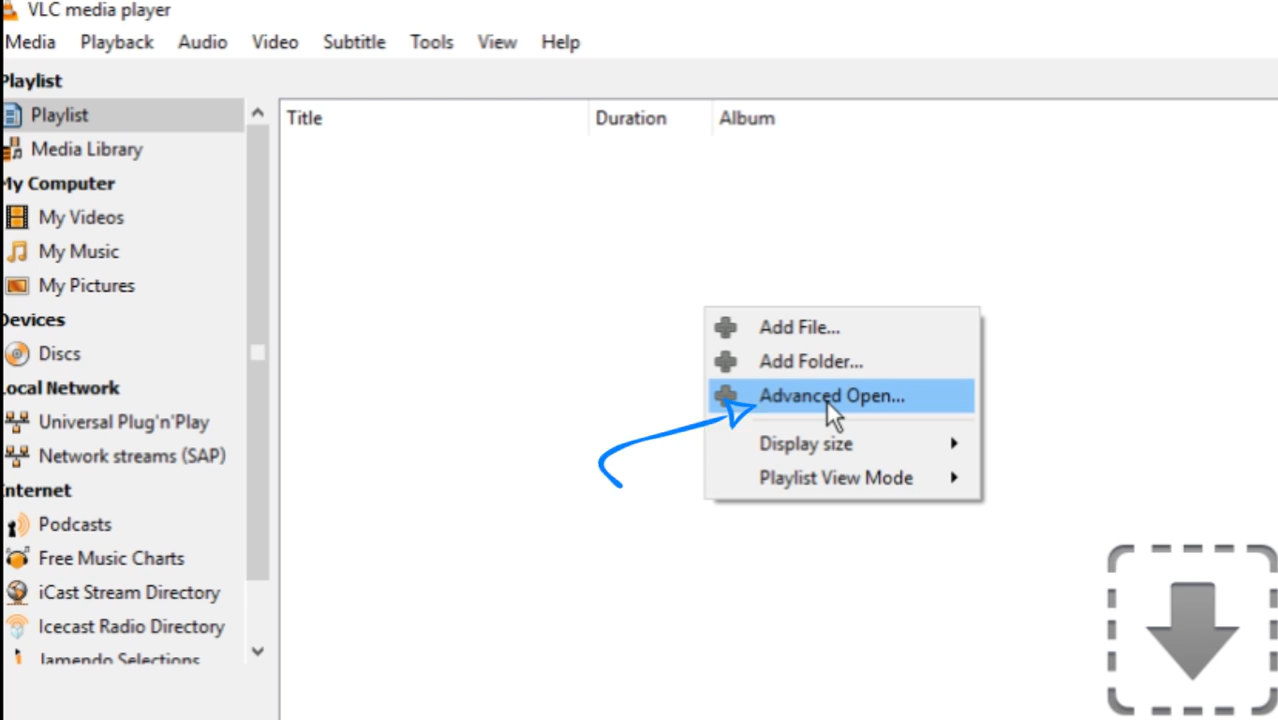 VLC media player
Media Playback Audio Video Subtitle Tools View Help
Playlist
Playlist
Media Library
My Computer
My Videos
My Music
My Pictures
Devices
Discs
Local Network
Universal Plug'n'Play
Network streams (SAP)
Internet
Podcasts
Free Music Charts
iCast Stream Directory
Icecast Radio Directory
Jamendo Selections
Title Duration Album
Add File...
Add Folder...
Advanced Open...
Display size
Playlist View Mode